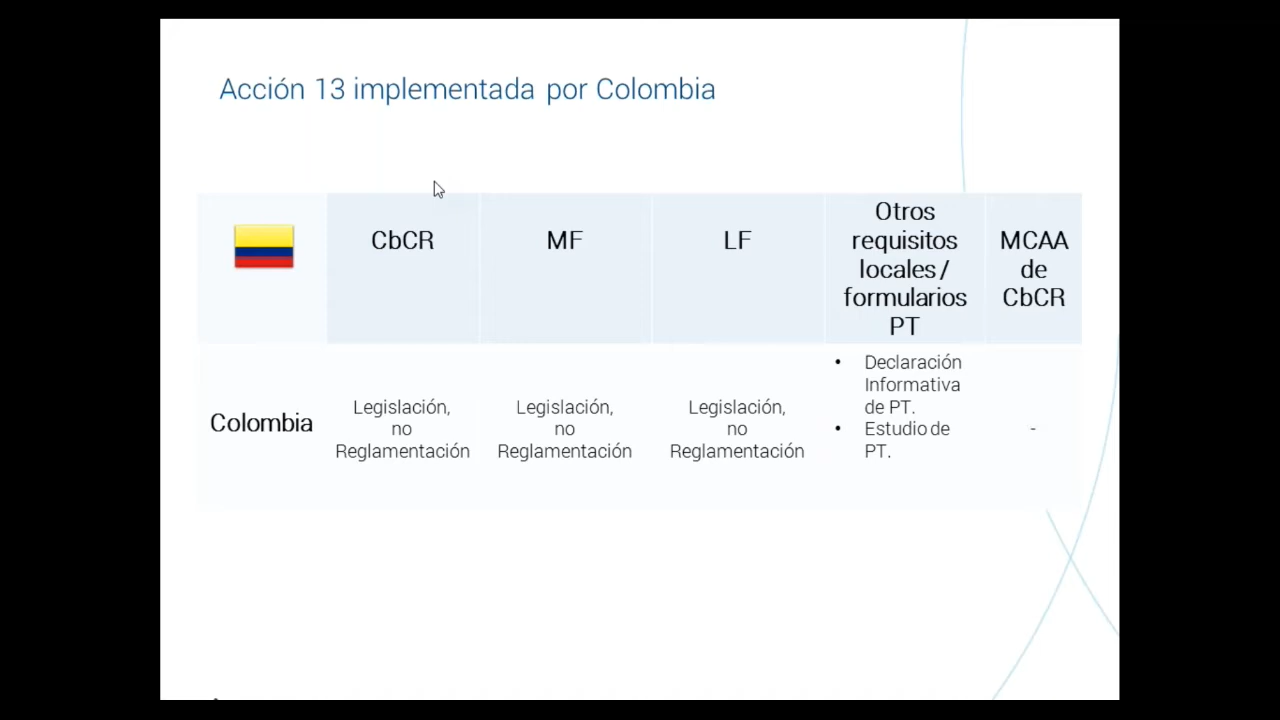 Acción 13 implementada por Colombia
CbCR
MF
LF
Otros
requisitos
locales /
formularios
PT
MCAA
de
CbCR
Colombia
Legislación,
no
Reglamentación
Legislación,
no
Reglamentación
Legislación,
no
Reglamentación
• Declaración
Informativa
de PT.
• Estudio de
PT.
-